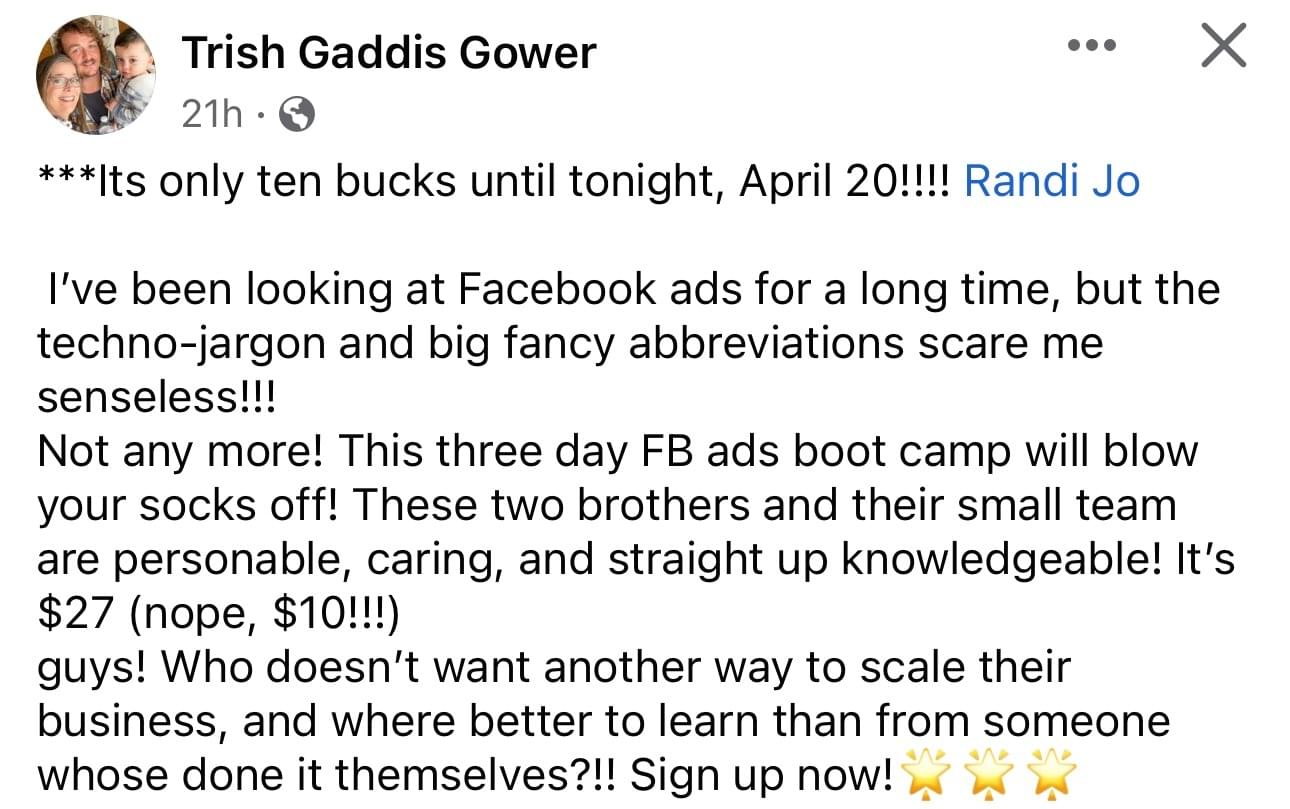 Trish Gaddis Gower
21h ·
***Its only ten bucks until tonight, April 20!!!! Randi Jo
I’ve been looking at Facebook ads for a long time, but the
techno-jargon and big fancy abbreviations scare me
senseless!!!
Not any more! This three day FB ads boot camp will blow
your socks off! These two brothers and their small team
are personable, caring, and straight up knowledgeable! It’s
$27 (nope, $10!!!)
guys! Who doesn’t want another way to scale their
business, and where better to learn than from someone
whose done it themselves?!! Sign up now!🌟🌟🌟